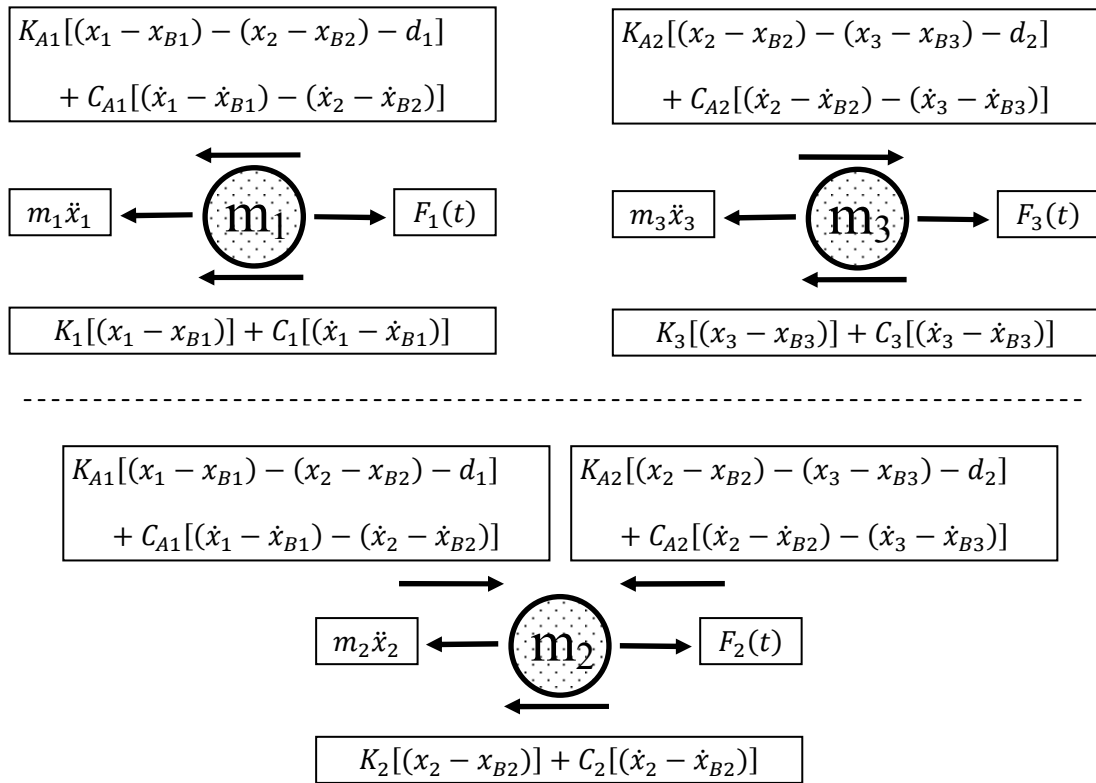 K_{A1}[(x_1 − x_{B1}) − (x_2 − x_{B2}) − d_1]
+ C_{A1}[(ẋ_1 − ẋ_{B1}) − (ẋ_2 − ẋ_{B2})]
m_1ẍ_1
m_1
F_1(t)
K_1[(x_1 − x_{B1})] + C_1[(ẋ_1 − ẋ_{B1})]
K_{A2}[(x_2 − x_{B2}) − (x_3 − x_{B3}) − d_2]
+ C_{A2}[(ẋ_2 − ẋ_{B2}) − (ẋ_3 − ẋ_{B3})]
m_3ẍ_3
m_3
F_3(t)
K_3[(x_3 − x_{B3})] + C_3[(ẋ_3 − ẋ_{B3})]
K_{A1}[(x_1 − x_{B1}) − (x_2 − x_{B2}) − d_1]
+ C_{A1}[(ẋ_1 − ẋ_{B1}) − (ẋ_2 − ẋ_{B2})]
K_{A2}[(x_2 − x_{B2}) − (x_3 − x_{B3}) − d_2]
+ C_{A2}[(ẋ_2 − ẋ_{B2}) − (ẋ_3 − ẋ_{B3})]
m_2ẍ_2
m_2
F_2(t)
K_2[(x_2 − x_{B2})] + C_2[(ẋ_2 − ẋ_{B2})]